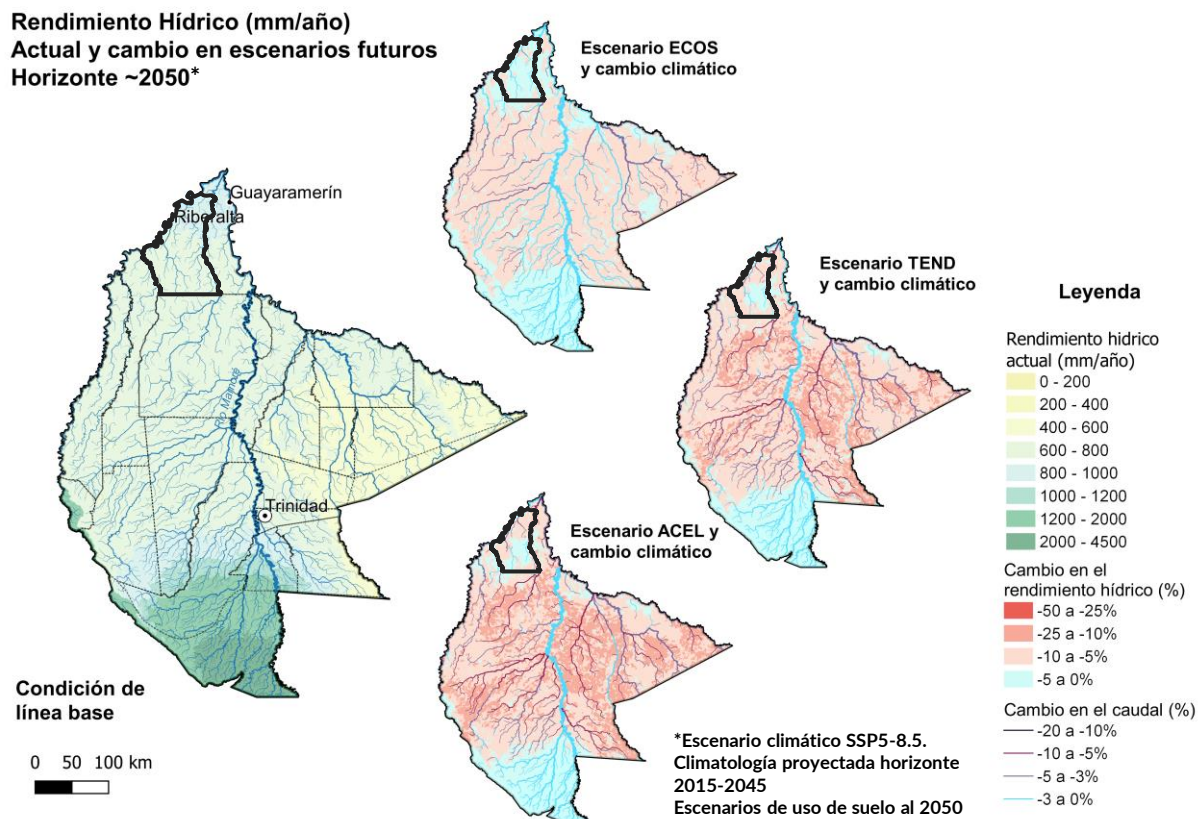 Rendimiento Hídrico (mm/año)
Actual y cambio en escenarios futuros
Horizonte ~2050*
Escenario ECOS
y cambio climático
Guayaramerín
Riberalta
Río Mamoré
Trinidad
Escenario TEND
y cambio climático
Escenario ACEL y
cambio climático
Condición de
línea base
0 50 100 km
*Escenario climático SSP5-8.5.
Climatología proyectada horizonte
2015-2045
Escenarios de uso de suelo al 2050
Leyenda
Rendimiento hídrico
actual (mm/año)
0 - 200
200 - 400
400 - 600
600 - 800
800 - 1000
1000 - 1200
1200 - 2000
2000 - 4500
Cambio en el
rendimiento hídrico (%)
-50 a -25%
-25 a -10%
-10 a -5%
-5 a 0%
Cambio en el caudal (%)
-20 a -10%
-10 a -5%
-5 a -3%
-3 a 0%